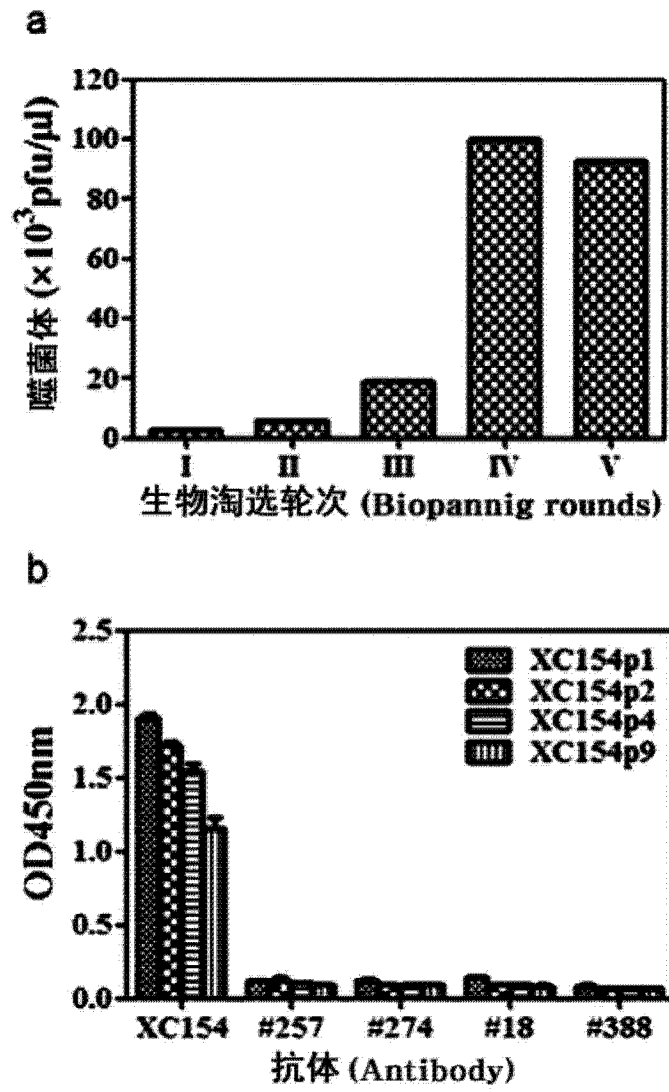 a
噬菌体 (×10³pfu/μl)
120
100
80
60
40
20
0
I II III IV V
生物淘选轮次 (Biopannig rounds)
b
OD450nm
2.5
2.0
1.5
1.0
0.5
0.0
XC154p1
XC154p2
XC154p4
XC154p9
XC154 #257 #274 #18 #388
抗体 (Antibody)